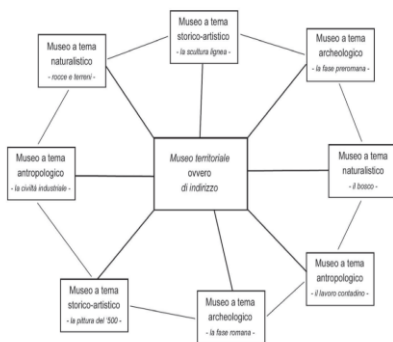 Museo a tema
storico-artistico
- la scultura lignea -
Museo a tema
naturalistico
- rocce e terreni -
Museo a tema
archeologico
- la fase preromana -
Museo territoriale
ovvero
di indirizzo
Museo a tema
antropologico
- la civiltà industriale -
Museo a tema
naturalistico
- il bosco -
Museo a tema
storico-artistico
- la pittura del '500 -
Museo a tema
archeologico
- la fase romana -
Museo a tema
antropologico
- il lavoro contadino -